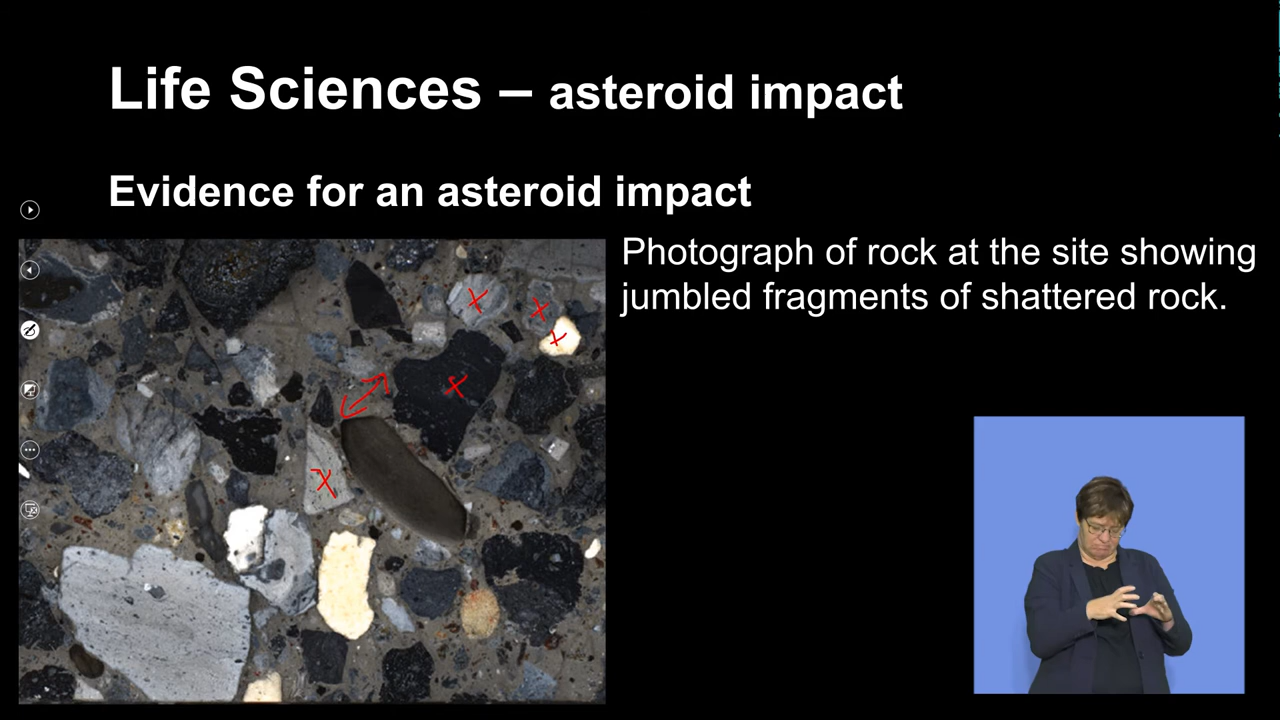 Life Sciences – asteroid impact
Evidence for an asteroid impact
Photograph of rock at the site showing
jumbled fragments of shattered rock.